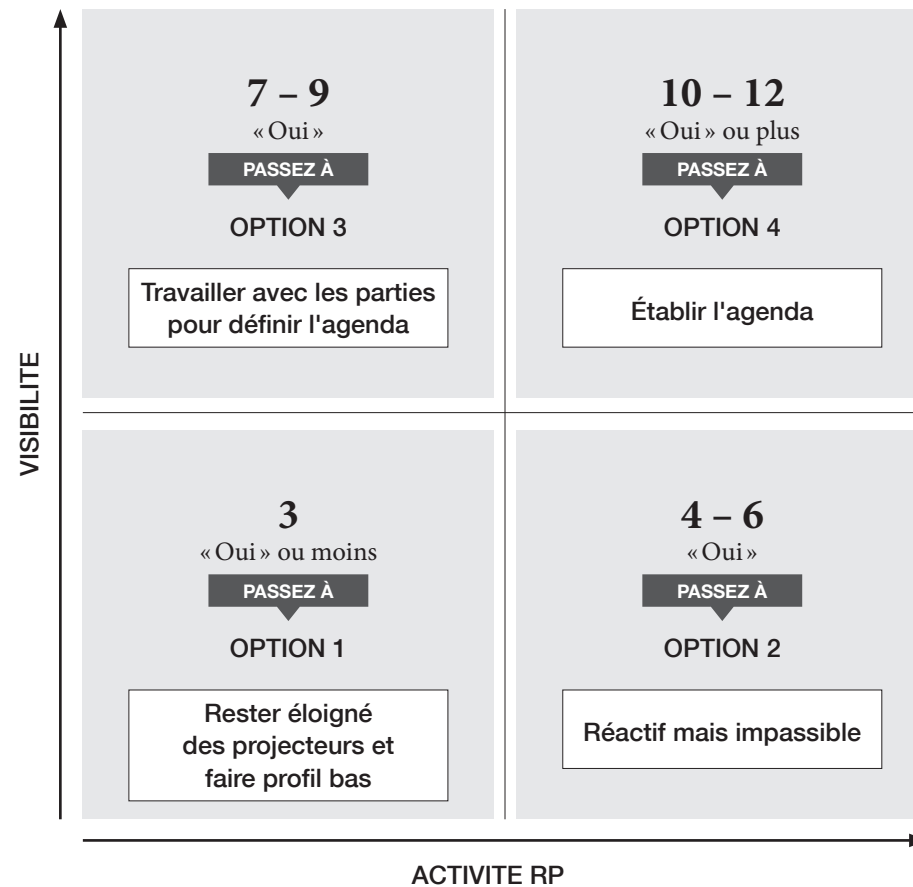 7 – 9
« Oui »
PASSEZ À
OPTION 3
Travailler avec les parties
pour définir l'agenda
10 – 12
« Oui » ou plus
PASSEZ À
OPTION 4
Établir l'agenda
VISIBILITE
3
« Oui » ou moins
PASSEZ À
OPTION 1
Rester éloigné
des projecteurs et
faire profil bas
4 – 6
« Oui »
PASSEZ À
OPTION 2
Réactif mais impassible
ACTIVITE RP